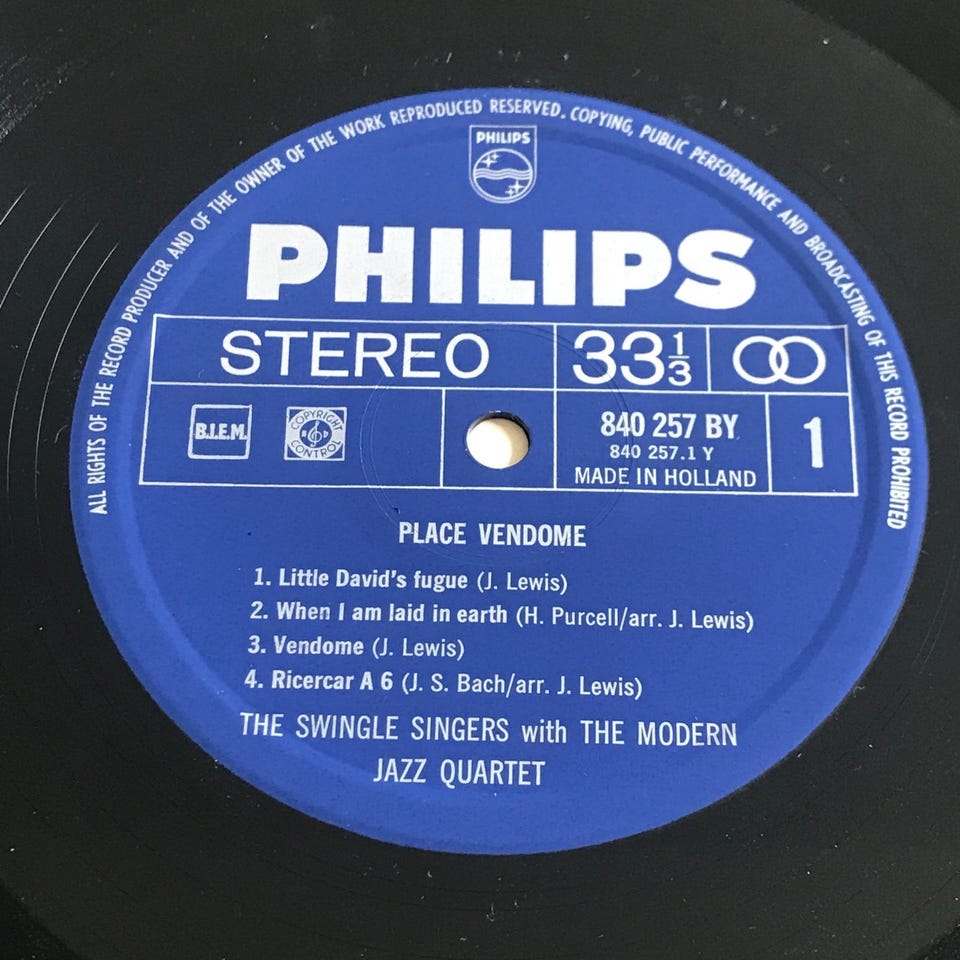 ALL RIGHTS OF THE RECORD PRODUCER AND OF THE OWNER OF THE WORK REPRODUCED RESERVED. COPYING, PUBLIC PERFORMANCE AND BROADCASTING OF THIS RECORD PROHIBITED
PHILIPS
PHILIPS
STEREO 33 1/3
B.I.E.M. COPYRIGHT CONTROL 840 257 BY 1
840 257.1 Y
MADE IN HOLLAND
PLACE VENDOME
1. Little David's fugue (J. Lewis)
2. When I am laid in earth (H. Purcell/arr. J. Lewis)
3. Vendome (J. Lewis)
4. Ricercar A 6 (J. S. Bach/arr. J. Lewis)
THE SWINGLE SINGERS with THE MODERN
JAZZ QUARTET